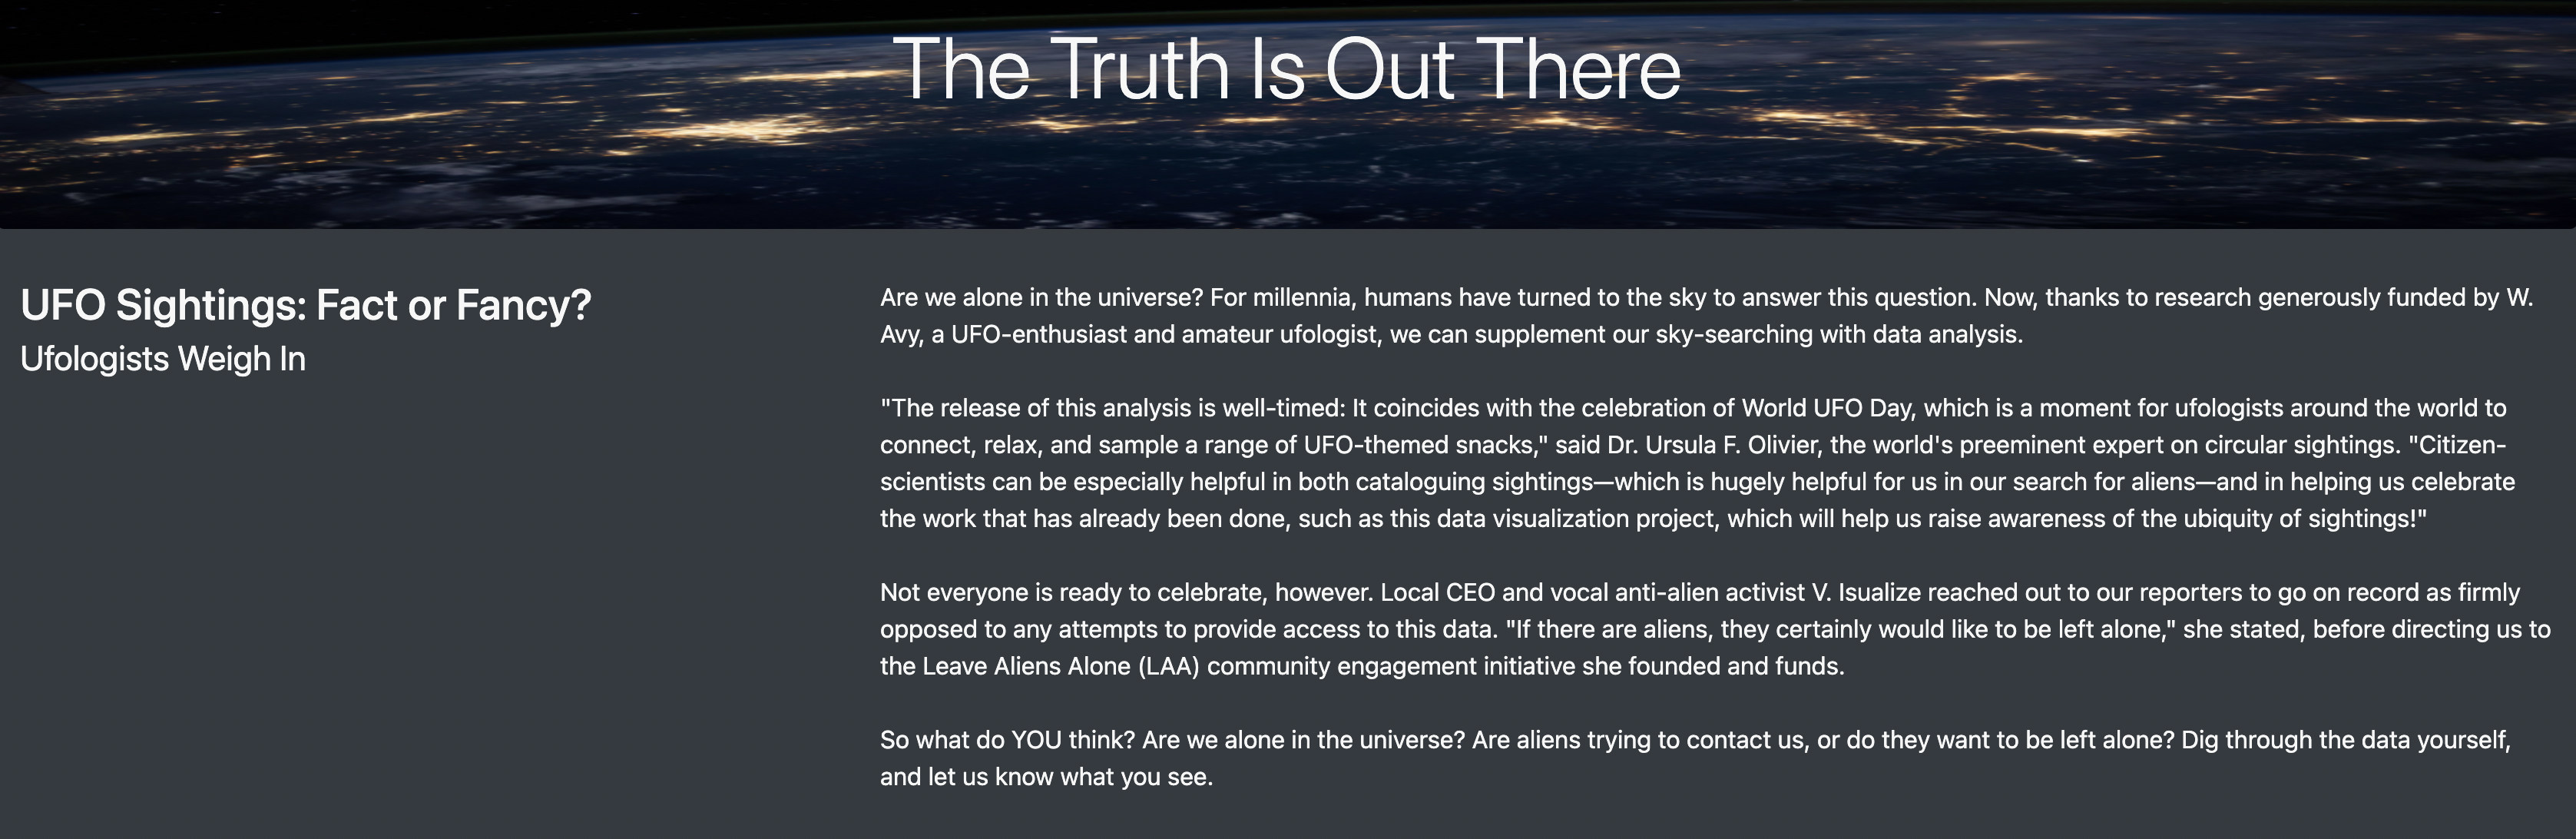 The Truth Is Out There
UFO Sightings: Fact or Fancy?
Ufologists Weigh In
Are we alone in the universe? For millennia, humans have turned to the sky to answer this question. Now, thanks to research generously funded by W.
Avy, a UFO-enthusiast and amateur ufologist, we can supplement our sky-searching with data analysis.
"The release of this analysis is well-timed: It coincides with the celebration of World UFO Day, which is a moment for ufologists around the world to
connect, relax, and sample a range of UFO-themed snacks," said Dr. Ursula F. Olivier, the world's preeminent expert on circular sightings. "Citizen-
scientists can be especially helpful in both cataloguing sightings—which is hugely helpful for us in our search for aliens—and in helping us celebrate
the work that has already been done, such as this data visualization project, which will help us raise awareness of the ubiquity of sightings!"
Not everyone is ready to celebrate, however. Local CEO and vocal anti-alien activist V. Isualize reached out to our reporters to go on record as firmly
opposed to any attempts to provide access to this data. "If there are aliens, they certainly would like to be left alone," she stated, before directing us to
the Leave Aliens Alone (LAA) community engagement initiative she founded and funds.
So what do YOU think? Are we alone in the universe? Are aliens trying to contact us, or do they want to be left alone? Dig through the data yourself,
and let us know what you see.